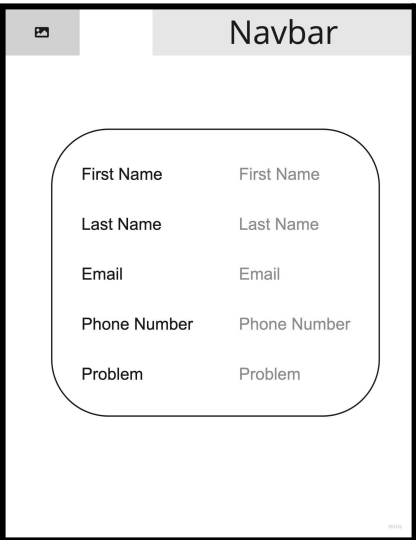 Navbar
First Name First Name
Last Name Last Name
Email Email
Phone Number Phone Number
Problem Problem